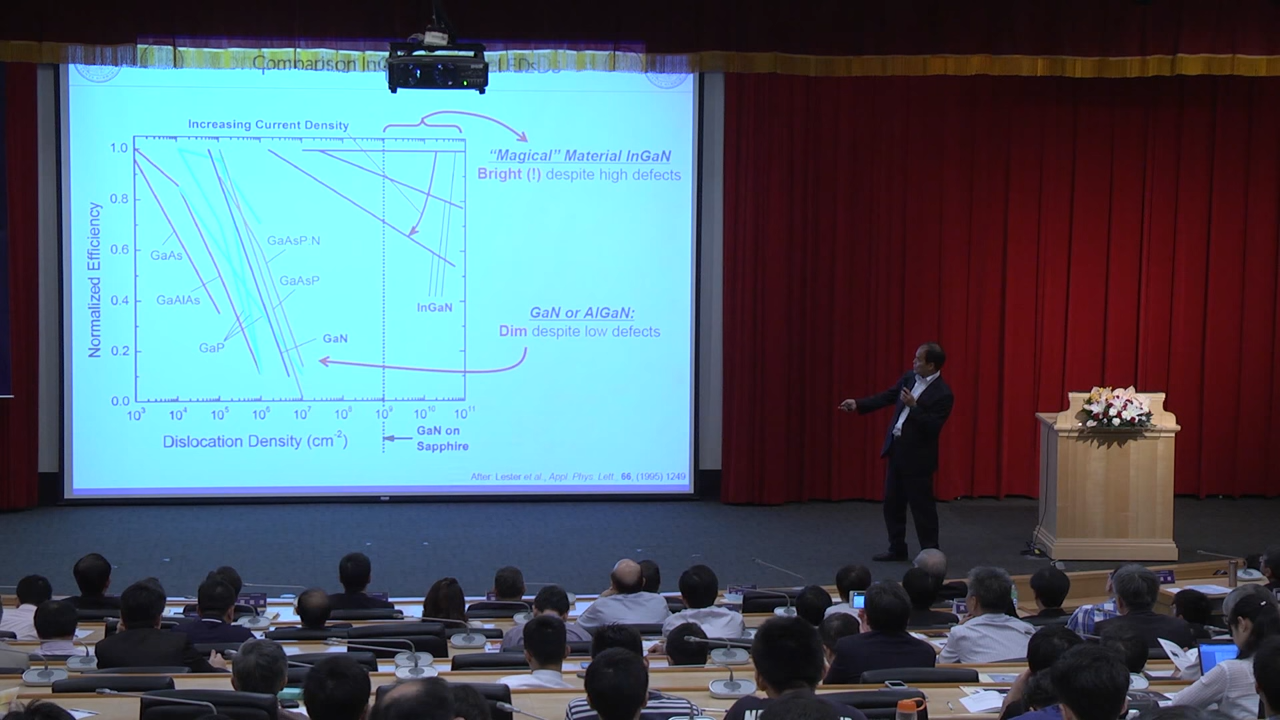 Comparison
LEDs
Increasing Current Density
“Magical” Material InGaN
Bright (!) despite high defects
1.0
0.8
0.6
0.4
0.2
0.0
Normalized Efficiency
GaAs
GaAlAs
GaP
GaAsP:N
GaAsP
GaN
InGaN
GaN or AlGaN:
Dim despite low defects
10³ 10⁴ 10⁵ 10⁶ 10⁷ 10⁸ 10⁹ 10¹⁰ 10¹¹
Dislocation Density (cm⁻²)
GaN on
Sapphire
After: Lester et al., Appl. Phys. Lett., 66, (1995) 1249